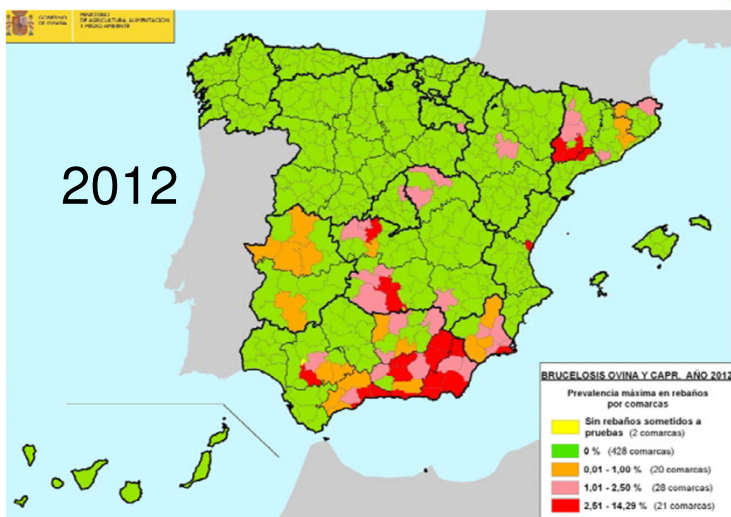 GOBIERNO
DE ESPAÑA
MINISTERIO
DE AGRICULTURA, ALIMENTACIÓN
Y MEDIO AMBIENTE
2012
BRUCELOSIS OVINA Y CAPR. AÑO 2012
Prevalencia máxima en rebaños
por comarcas
Sin rebaños sometidos a
pruebas (2 comarcas)
0 % (428 comarcas)
0,01 - 1,00 % (20 comarcas)
1,01 - 2,50 % (28 comarcas)
2,51 - 14,29 % (21 comarcas)